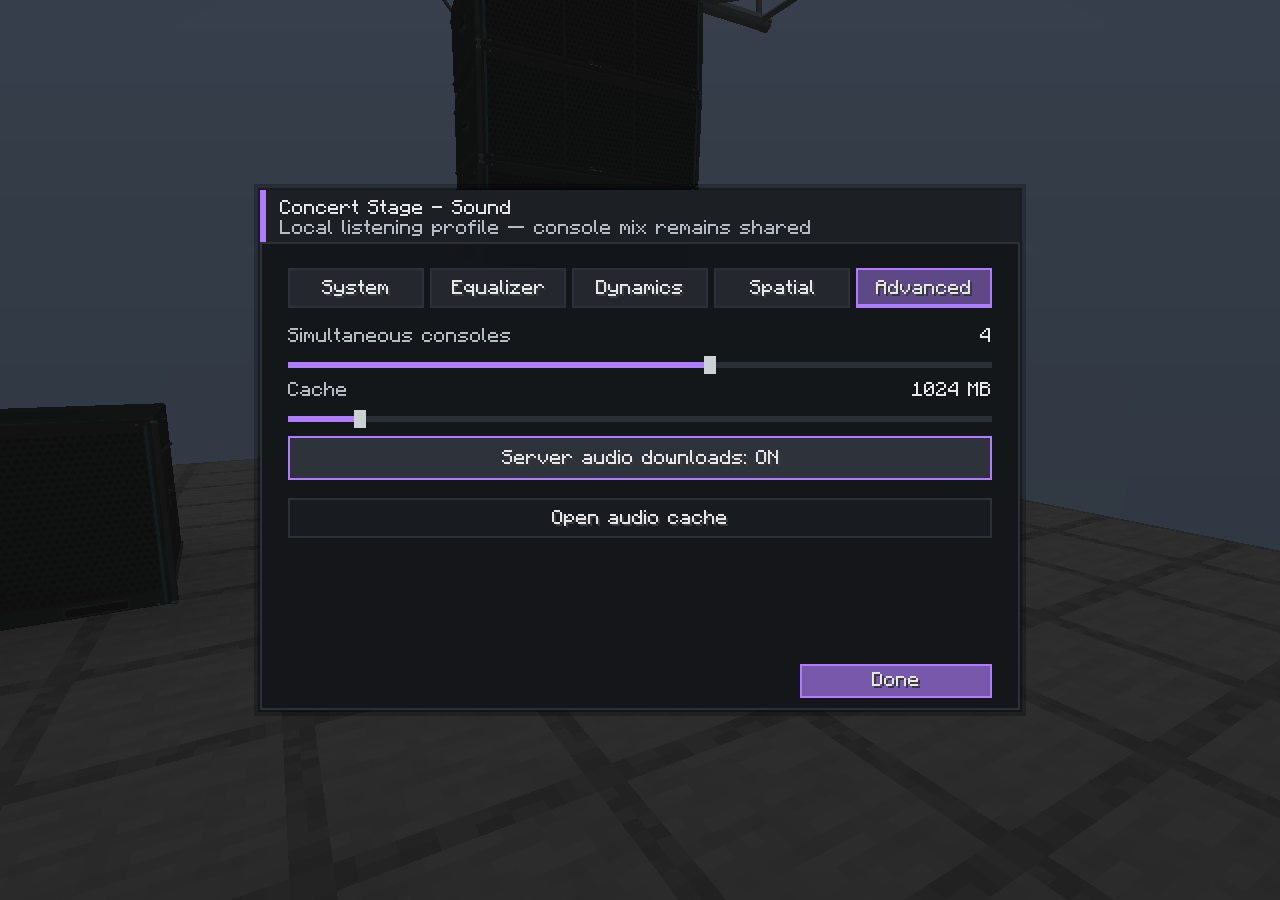 Concert Stage – Sound
Local listening profile — console mix remains shared
System Equalizer Dynamics Spatial Advanced
Simultaneous consoles 4
Cache 1024 MB
Server audio downloads: ON
Open audio cache
Done